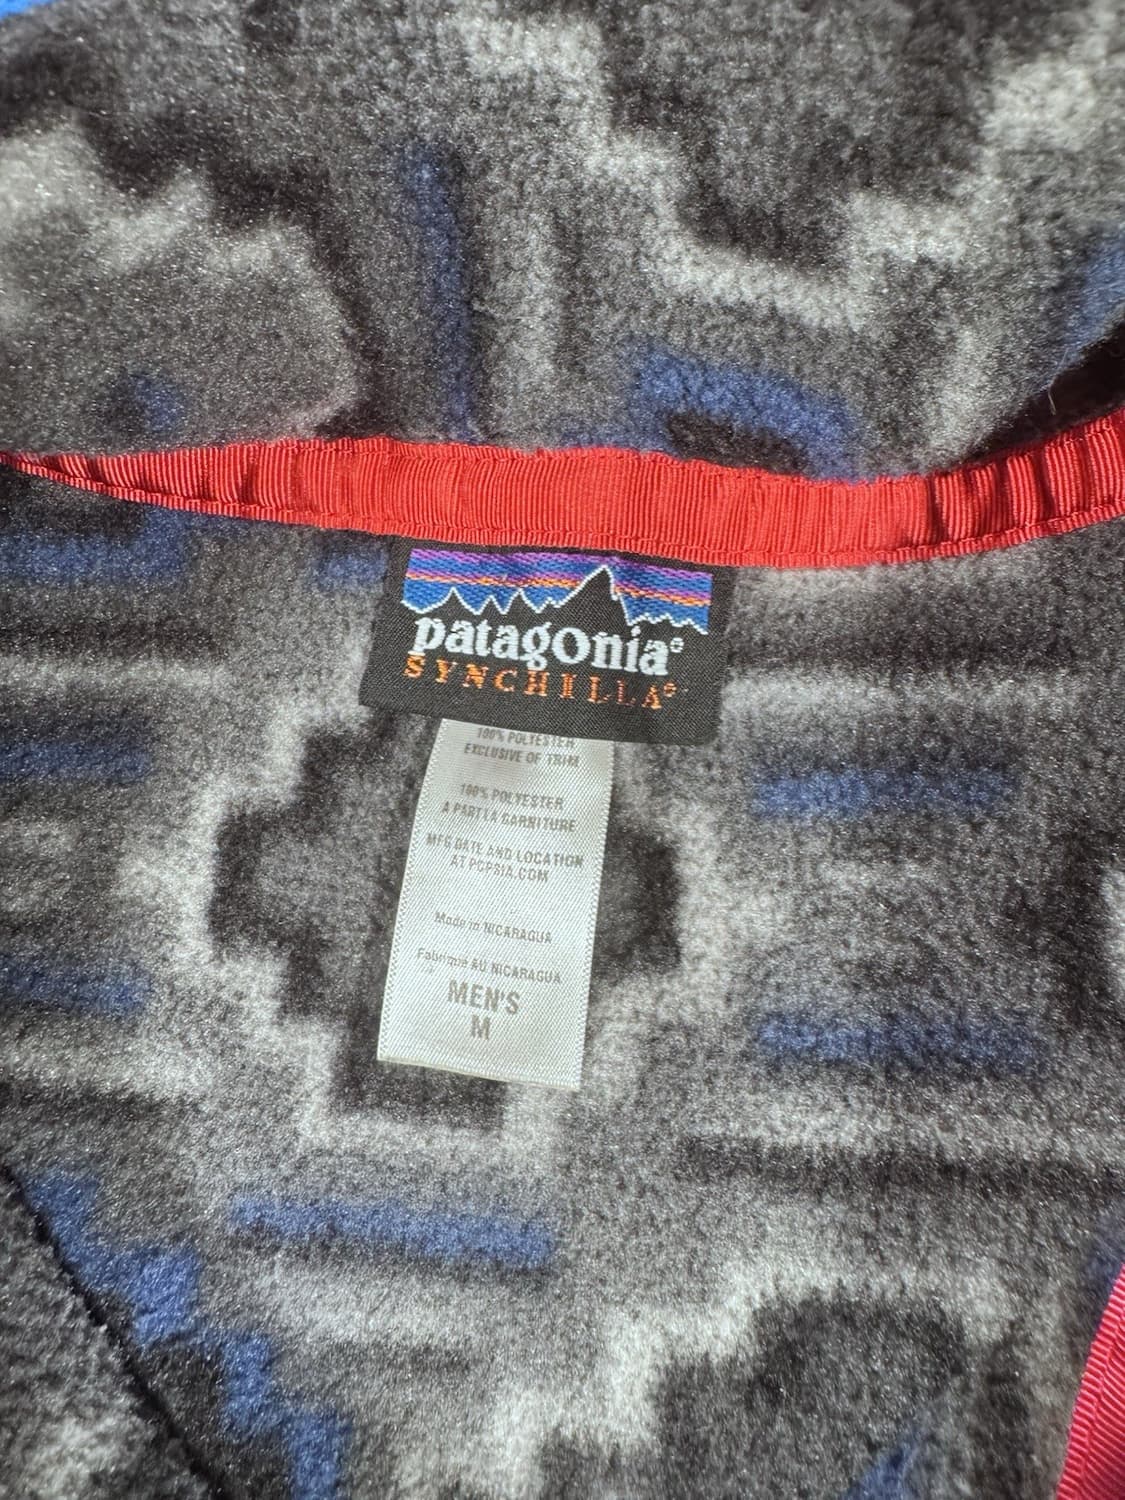 patagonia®
SYNCHILLA®
100% POLYESTER
EXCLUSIVE OF TRIM
100% POLYESTER
A PART LA GARNITURE
MFG DATE AND LOCATION
AT PCPSIA.COM
Made in NICARAGUA
Fabriqué AU NICARAGUA
MEN'S
M